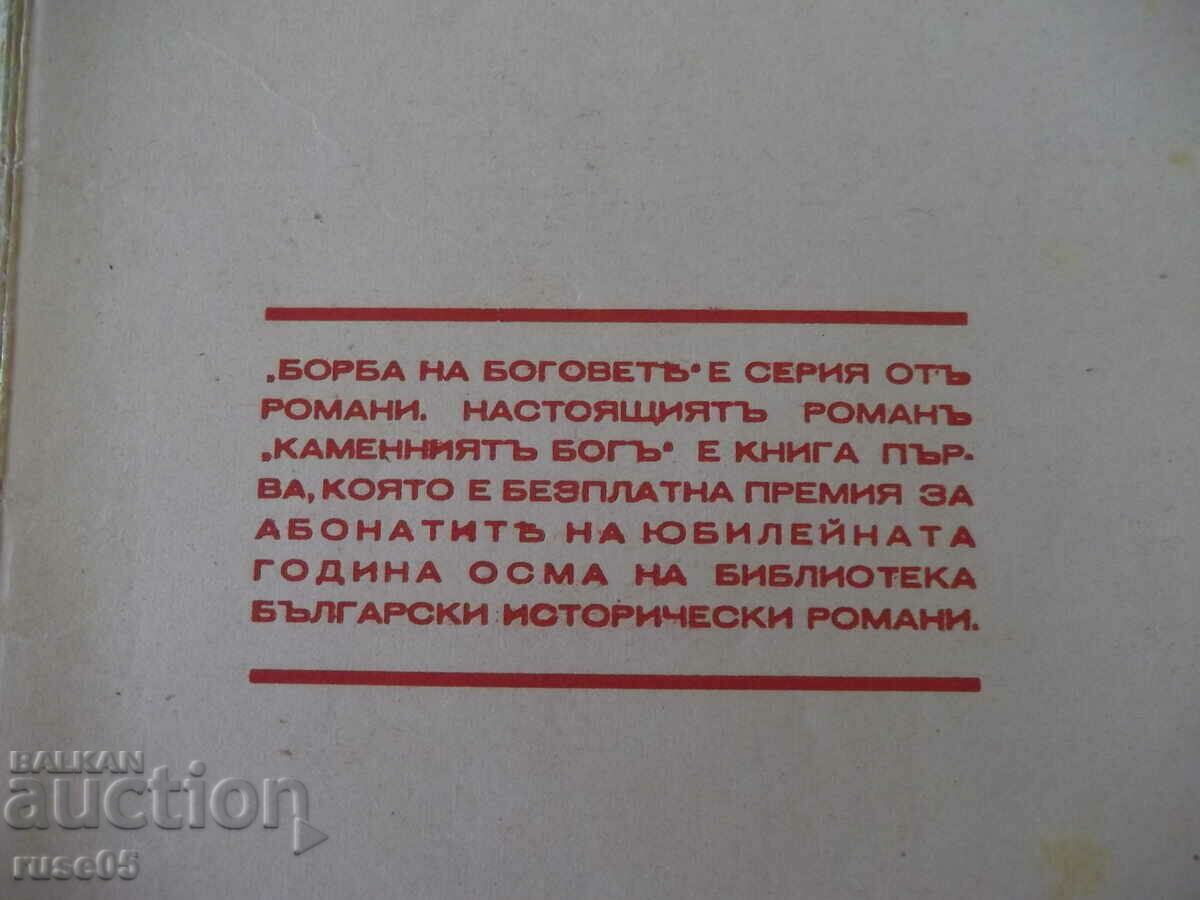 „БОРБА НА БОГОВЕТѢ“ Е СЕРИЯ ОТЪ
РОМАНИ. НАСТОЯЩИЯТЪ РОМАНЪ
„КАМЕННИЯТЪ БОГЪ“ Е КНИГА ПЪР-
ВА, КОЯТО Е БЕЗПЛАТНА ПРЕМИЯ ЗА
АБОНАТИТѢ НА ЮБИЛЕЙНАТА
ГОДИНА ОСМА НА БИБЛИОТЕКА
БЪЛГАРСКИ ИСТОРИЧЕСКИ РОМАНИ.
BALKAN
auction
ruse05